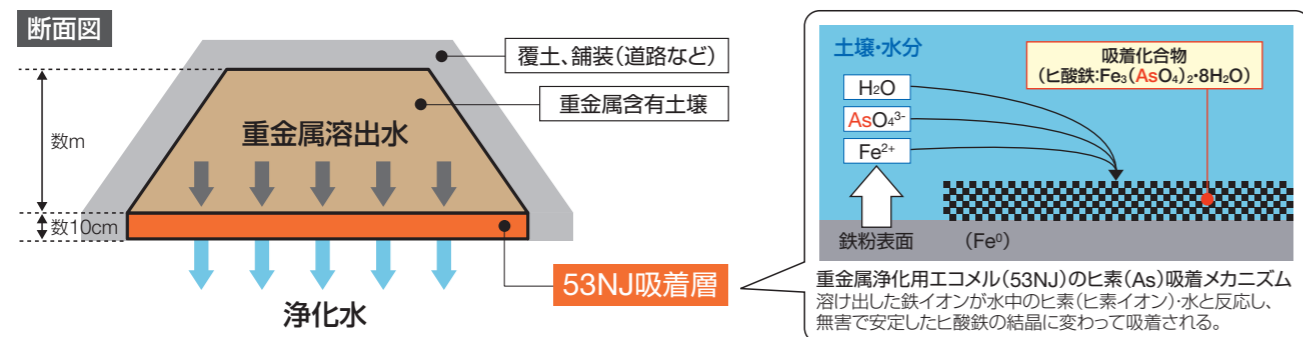 断面図
覆土、舗装（道路など）
重金属含有土壌
数m
重金属溶出水
数10cm
53NJ吸着層
浄化水
土壌・水分
吸着化合物
（ヒ酸鉄：Fe₃(AsO₄)₂・8H₂O）
H₂O
AsO₄³⁻
Fe²⁺
鉄粉表面
（Fe⁰）
重金属浄化用エコメル（53NJ）のヒ素（As）吸着メカニズム
溶け出した鉄イオンが水中のヒ素（ヒ素イオン）・水と反応し、
無害で安定したヒ酸鉄の結晶に変わって吸着される。